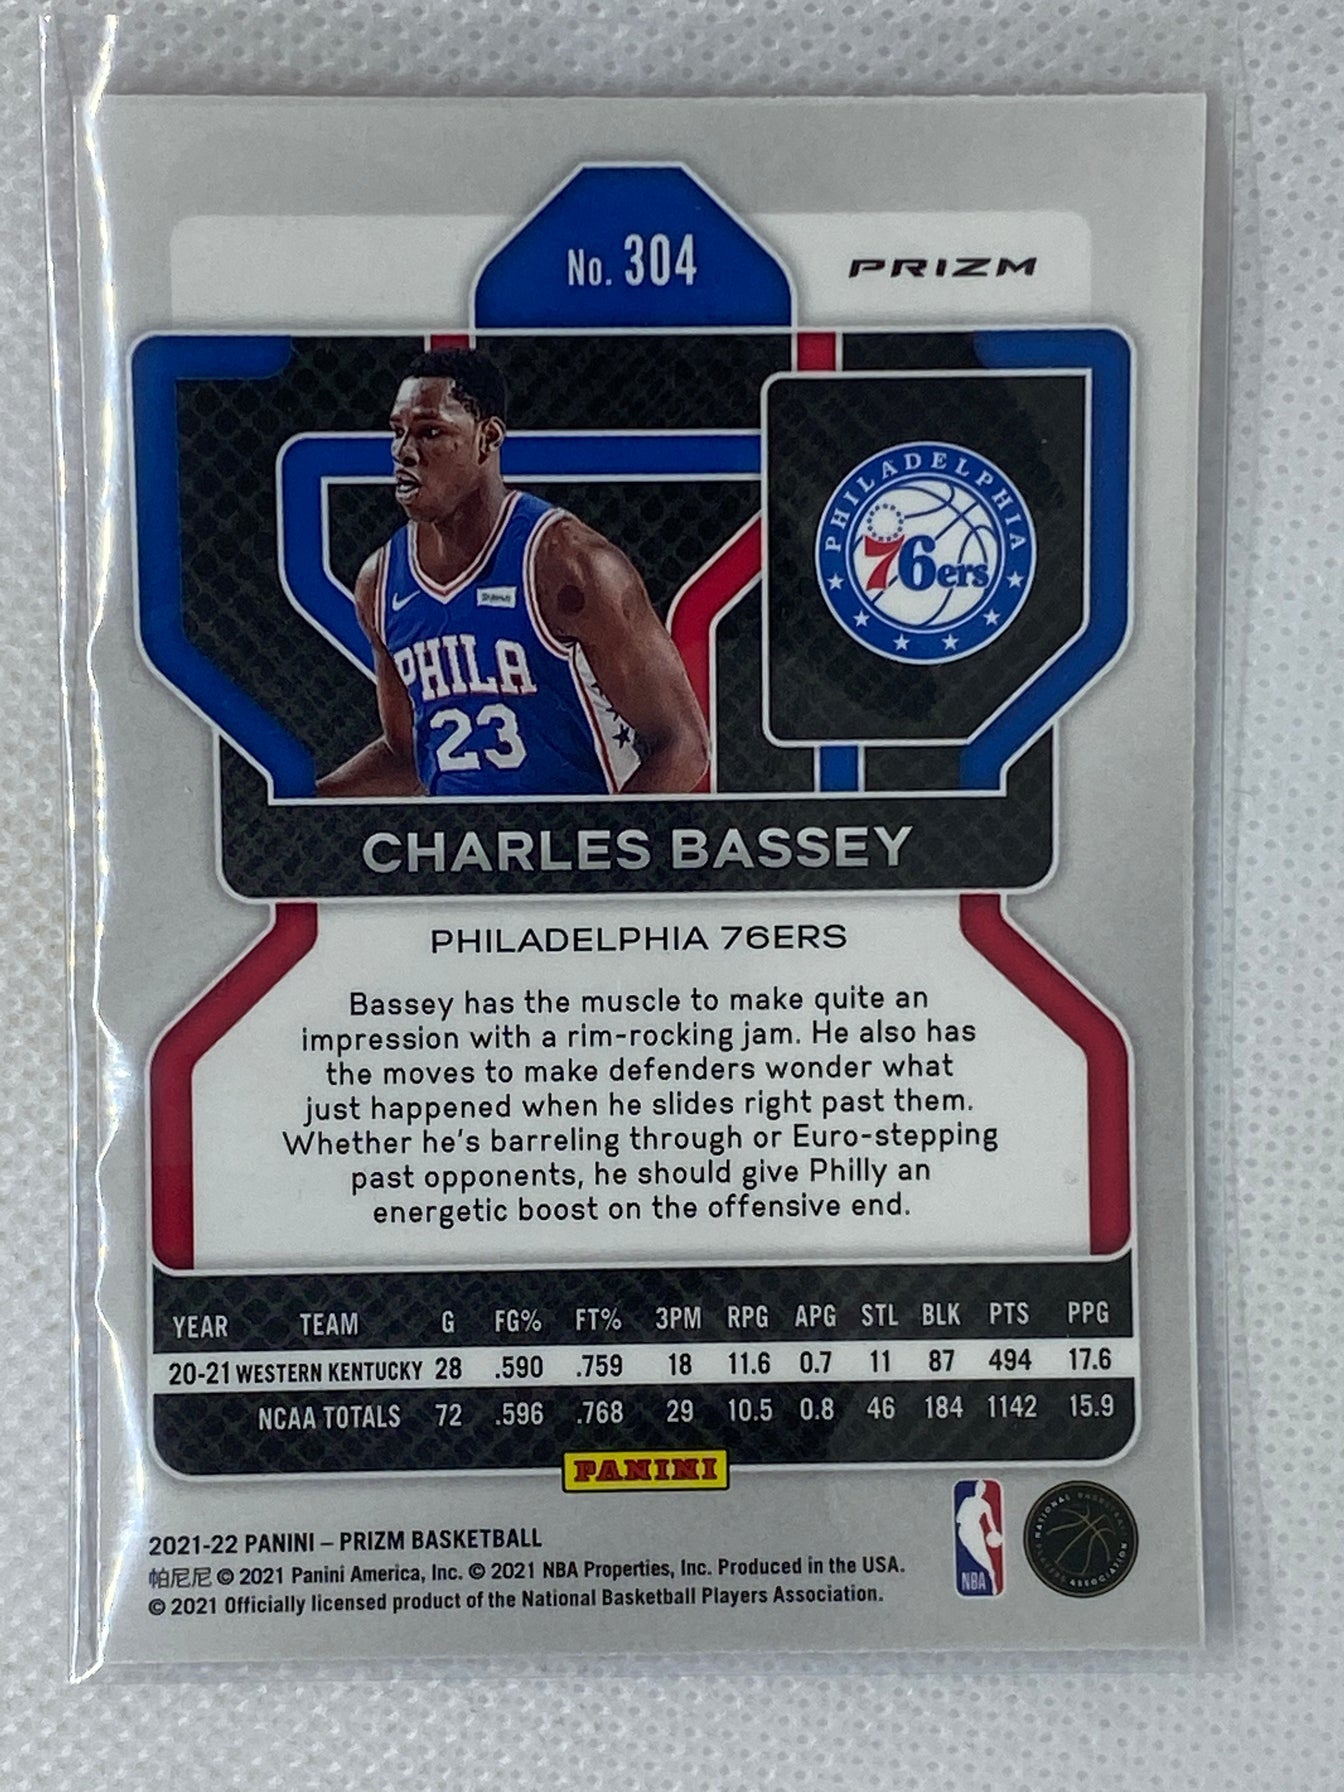 No. 304
PRIZM
PHILADELPHIA
76ers
PHILA
23
CHARLES BASSEY
PHILADELPHIA 76ERS
Bassey has the muscle to make quite an
impression with a rim-rocking jam. He also has
the moves to make defenders wonder what
just happened when he slides right past them.
Whether he's barreling through or Euro-stepping
past opponents, he should give Philly an
energetic boost on the offensive end.
YEAR TEAM G FG% FT% 3PM RPG APG STL BLK PTS PPG
20-21 WESTERN KENTUCKY 28 .590 .759 18 11.6 0.7 11 87 494 17.6
NCAA TOTALS 72 .596 .768 29 10.5 0.8 46 184 1142 15.9
PANINI
2021-22 PANINI – PRIZM BASKETBALL
帕尼尼 © 2021 Panini America, Inc. © 2021 NBA Properties, Inc. Produced in the USA.
© 2021 Officially licensed product of the National Basketball Players Association.
NBA
NATIONAL BASKETBALL PLAYERS ASSOCIATION